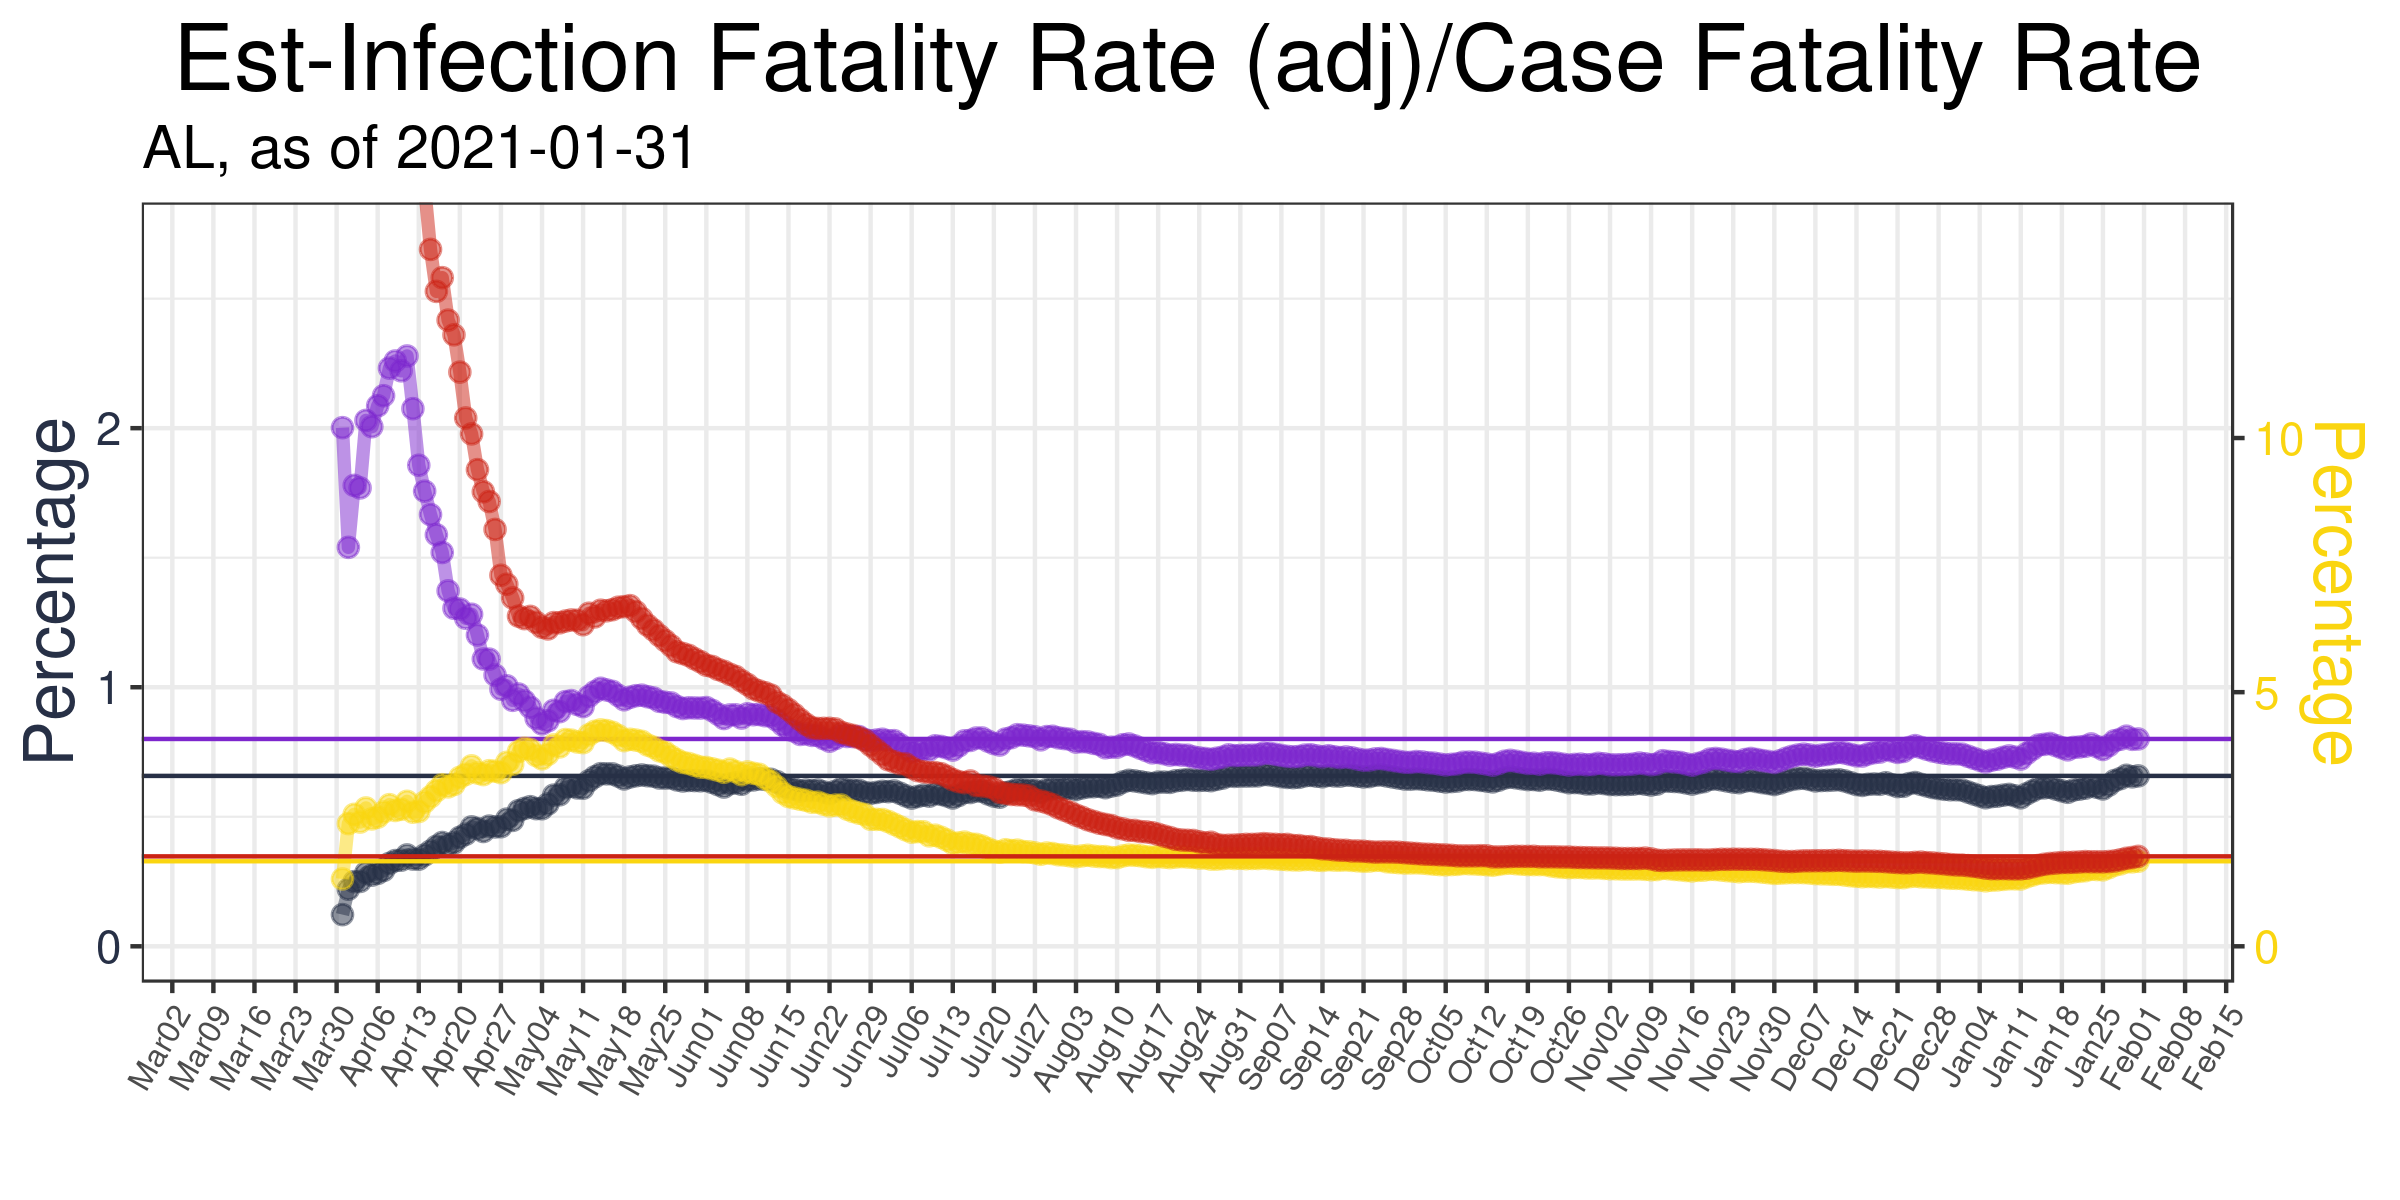 Est-Infection Fatality Rate (adj)/Case Fatality Rate
AL, as of 2021-01-31
Percentage
2
1
0
10
5
0
Percentage
Mar02
Mar09
Mar16
Mar23
Mar30
Apr06
Apr13
Apr20
Apr27
May04
May11
May18
May25
Jun01
Jun08
Jun15
Jun22
Jun29
Jul06
Jul13
Jul20
Jul27
Aug03
Aug10
Aug17
Aug24
Aug31
Sep07
Sep14
Sep21
Sep28
Oct05
Oct12
Oct19
Oct26
Nov02
Nov09
Nov16
Nov23
Nov30
Dec07
Dec14
Dec21
Dec28
Jan04
Jan11
Jan18
Jan25
Feb01
Feb08
Feb15